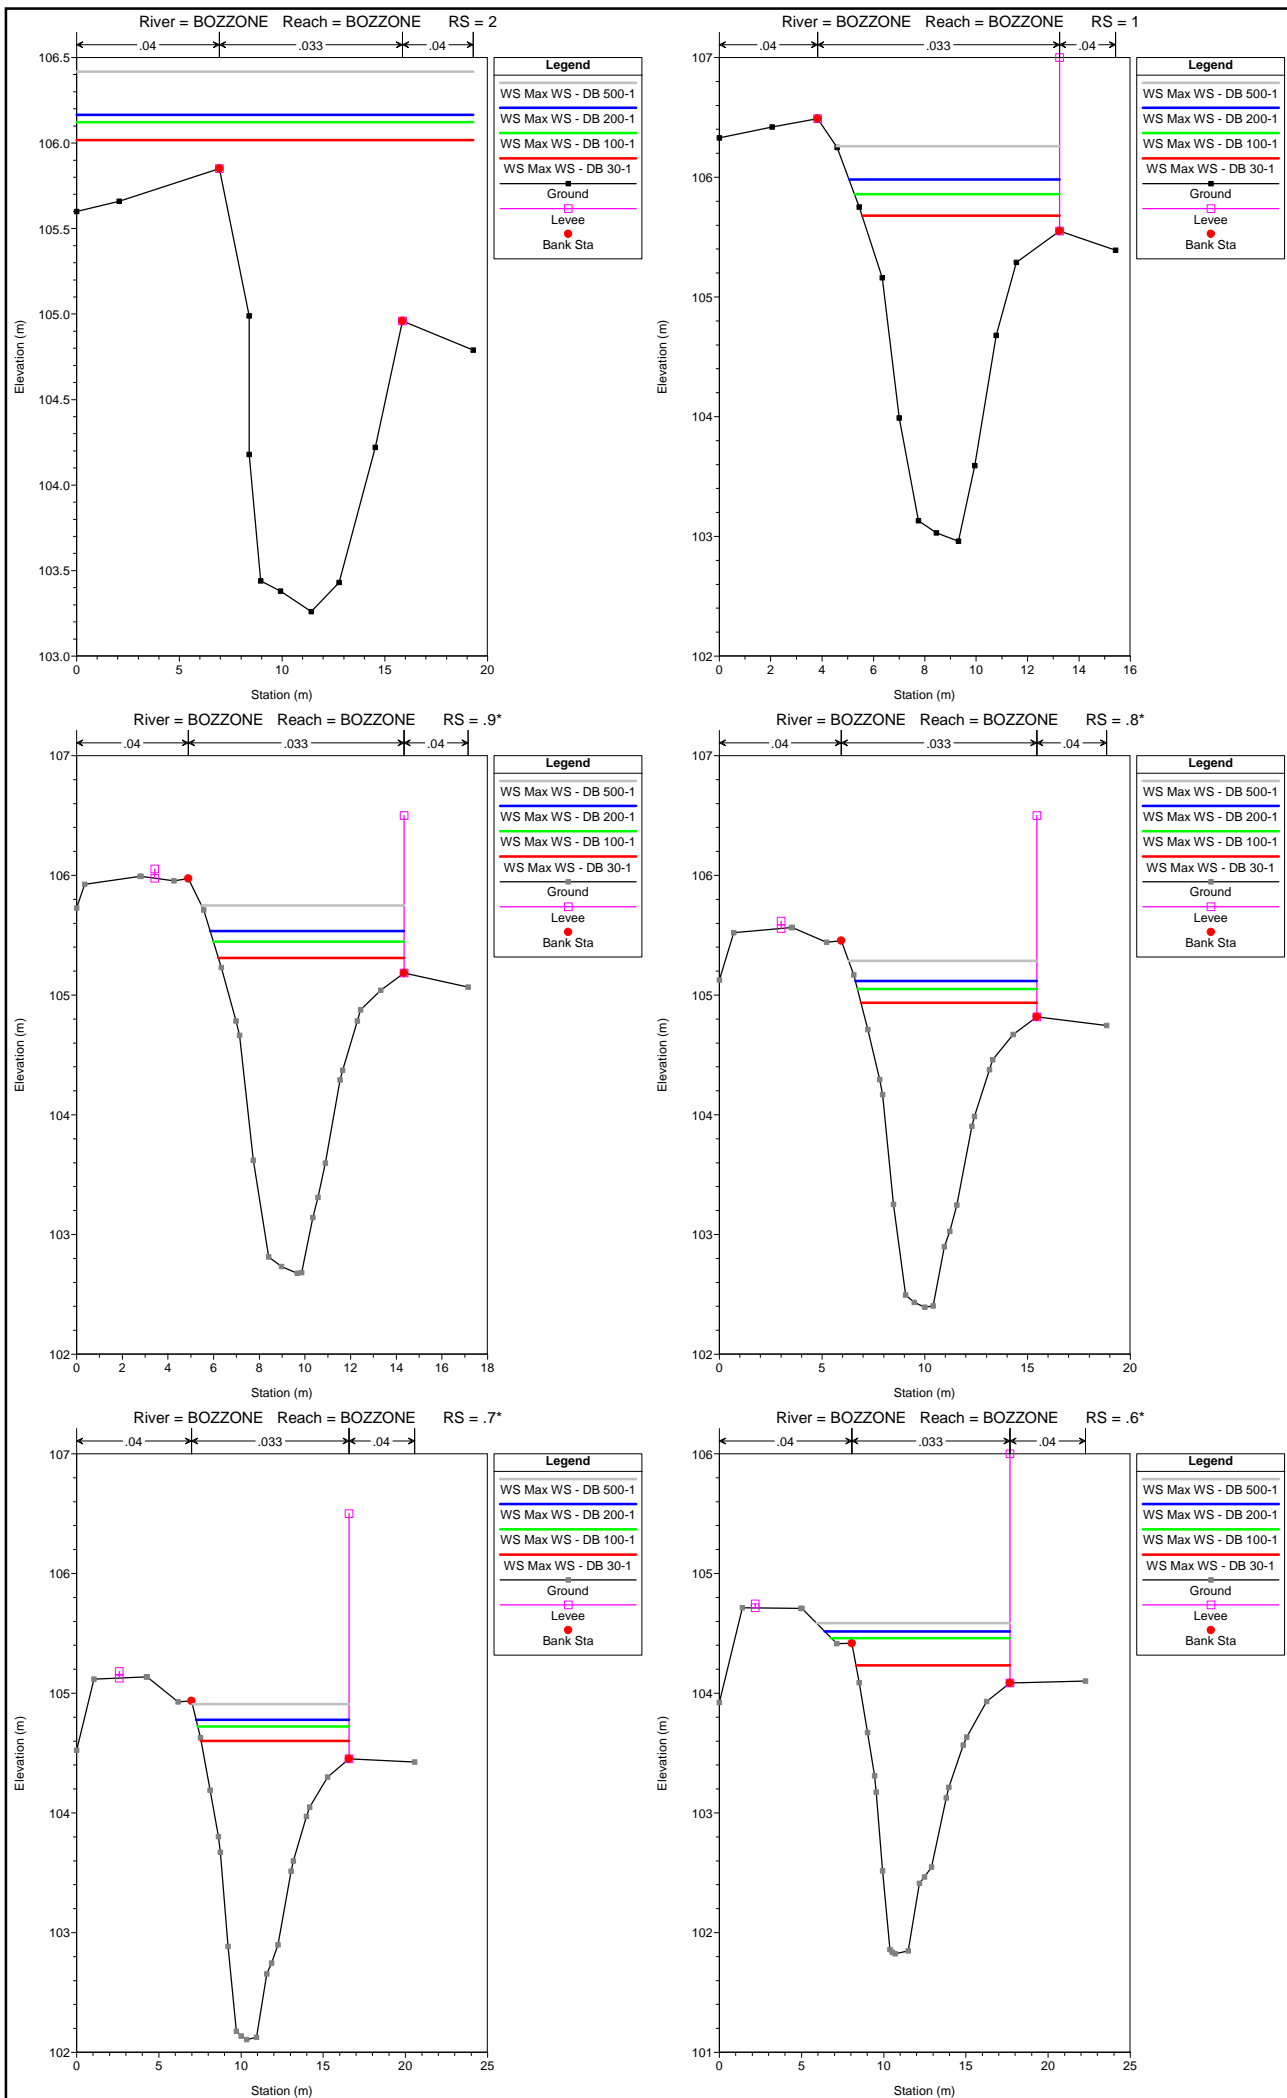 River = BOZZONE Reach = BOZZONE RS = 2
.04 .033 .04
106.5
106.0
105.5
105.0
104.5
104.0
103.5
103.0
Elevation (m)
0 5 10 15 20
Station (m)
Legend
WS Max WS - DB 500-1
WS Max WS - DB 200-1
WS Max WS - DB 100-1
WS Max WS - DB 30-1
Ground
Levee
Bank Sta
River = BOZZONE Reach = BOZZONE RS = 1
.04 .033 .04
107
106
105
104
103
102
Elevation (m)
0 2 4 6 8 10 12 14 16
Station (m)
Legend
WS Max WS - DB 500-1
WS Max WS - DB 200-1
WS Max WS - DB 100-1
WS Max WS - DB 30-1
Ground
Levee
Bank Sta
River = BOZZONE Reach = BOZZONE RS = .9*
.04 .033 .04
107
106
105
104
103
102
Elevation (m)
0 2 4 6 8 10 12 14 16 18
Station (m)
Legend
WS Max WS - DB 500-1
WS Max WS - DB 200-1
WS Max WS - DB 100-1
WS Max WS - DB 30-1
Ground
Levee
Bank Sta
River = BOZZONE Reach = BOZZONE RS = .8*
.04 .033 .04
107
106
105
104
103
102
Elevation (m)
0 5 10 15 20
Station (m)
Legend
WS Max WS - DB 500-1
WS Max WS - DB 200-1
WS Max WS - DB 100-1
WS Max WS - DB 30-1
Ground
Levee
Bank Sta
River = BOZZONE Reach = BOZZONE RS = .7*
.04 .033 .04
107
106
105
104
103
102
Elevation (m)
0 5 10 15 20 25
Station (m)
Legend
WS Max WS - DB 500-1
WS Max WS - DB 200-1
WS Max WS - DB 100-1
WS Max WS - DB 30-1
Ground
Levee
Bank Sta
River = BOZZONE Reach = BOZZONE RS = .6*
.04 .033 .04
106
105
104
103
102
101
Elevation (m)
0 5 10 15 20 25
Station (m)
Legend
WS Max WS - DB 500-1
WS Max WS - DB 200-1
WS Max WS - DB 100-1
WS Max WS - DB 30-1
Ground
Levee
Bank Sta